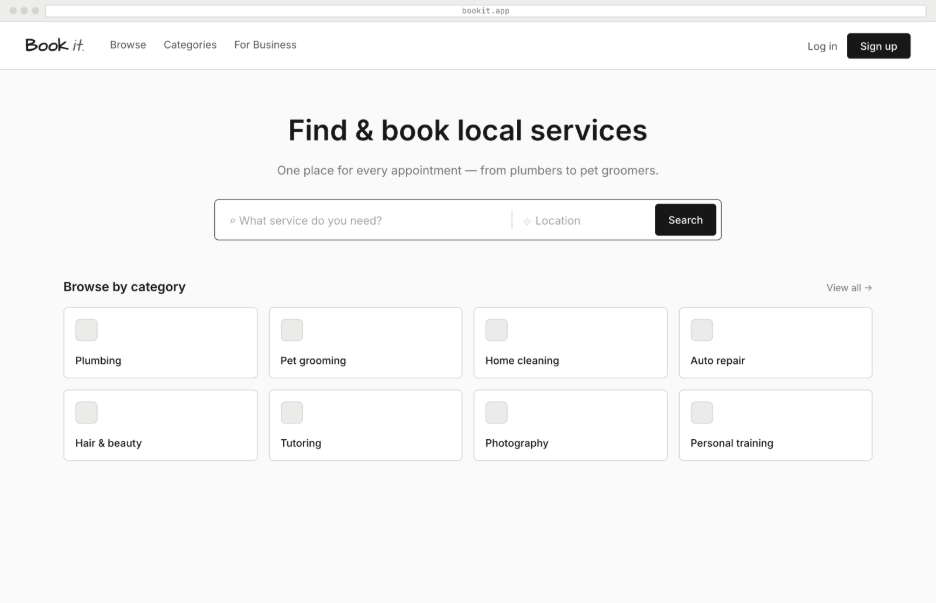 bookit.app
Book it.
Browse
Categories
For Business
Log in
Sign up
Find & book local services
One place for every appointment — from plumbers to pet groomers.
What service do you need?
Location
Search
Browse by category
View all →
Plumbing
Pet grooming
Home cleaning
Auto repair
Hair & beauty
Tutoring
Photography
Personal training